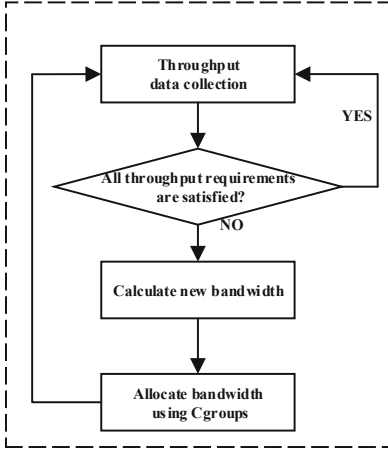 Throughput
data collection
YES
All throughput requirements
are satisfied?
NO
Calculate new bandwidth
Allocate bandwidth
using Cgroups